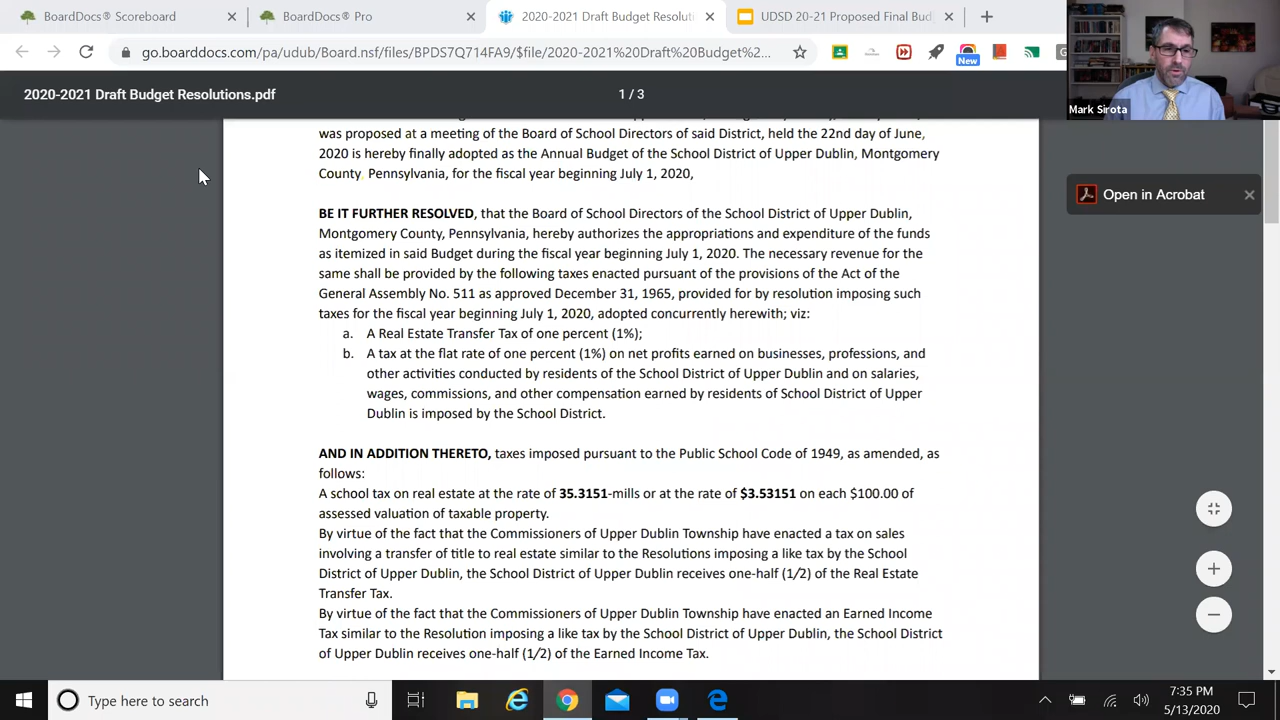 BoardDocs® Scoreboard
BoardDocs® Pro
2020-2021 Draft Budget Resoluti
UDSD 20-21 Proposed Final Bud
go.boarddocs.com/pa/udub/Board.nsf/files/BPDS7Q714FA9/$file/2020-2021%20Draft%20Budget%2...
New
Mark Sirota
2020-2021 Draft Budget Resolutions.pdf
1 / 3
was proposed at a meeting of the Board of School Directors of said District, held the 22nd day of June,
2020 is hereby finally adopted as the Annual Budget of the School District of Upper Dublin, Montgomery
County, Pennsylvania, for the fiscal year beginning July 1, 2020,
Open in Acrobat
BE IT FURTHER RESOLVED, that the Board of School Directors of the School District of Upper Dublin,
Montgomery County, Pennsylvania, hereby authorizes the appropriations and expenditure of the funds
as itemized in said Budget during the fiscal year beginning July 1, 2020. The necessary revenue for the
same shall be provided by the following taxes enacted pursuant of the provisions of the Act of the
General Assembly No. 511 as approved December 31, 1965, provided for by resolution imposing such
taxes for the fiscal year beginning July 1, 2020, adopted concurrently herewith; viz:
a. A Real Estate Transfer Tax of one percent (1%);
b. A tax at the flat rate of one percent (1%) on net profits earned on businesses, professions, and
other activities conducted by residents of the School District of Upper Dublin and on salaries,
wages, commissions, and other compensation earned by residents of School District of Upper
Dublin is imposed by the School District.
AND IN ADDITION THERETO, taxes imposed pursuant to the Public School Code of 1949, as amended, as
follows:
A school tax on real estate at the rate of 35.3151-mills or at the rate of $3.53151 on each $100.00 of
assessed valuation of taxable property.
By virtue of the fact that the Commissioners of Upper Dublin Township have enacted a tax on sales
involving a transfer of title to real estate similar to the Resolutions imposing a like tax by the School
District of Upper Dublin, the School District of Upper Dublin receives one-half (1/2) of the Real Estate
Transfer Tax.
By virtue of the fact that the Commissioners of Upper Dublin Township have enacted an Earned Income
Tax similar to the Resolution imposing a like tax by the School District of Upper Dublin, the School District
of Upper Dublin receives one-half (1/2) of the Earned Income Tax.
Type here to search
7:35 PM
5/13/2020